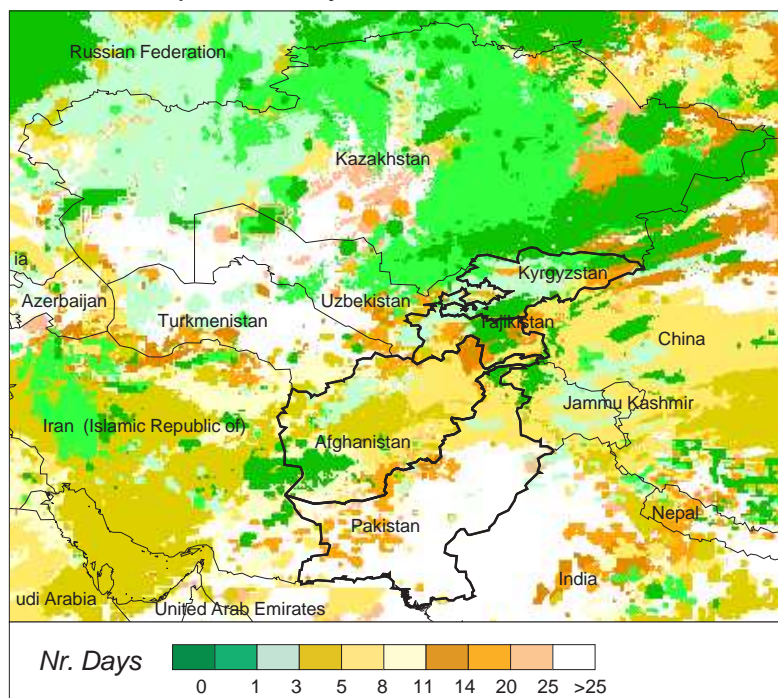 Russian Federation
Kazakhstan
Kyrgyzstan
ia
Azerbaijan
Uzbekistan
Turkmenistan
Tajikistan
China
Jammu Kashmir
Iran (Islamic Republic of)
Afghanistan
Pakistan
Nepal
India
udi Arabia
United Arab Emirates
Nr. Days
0 1 3 5 8 11 14 20 25 >25